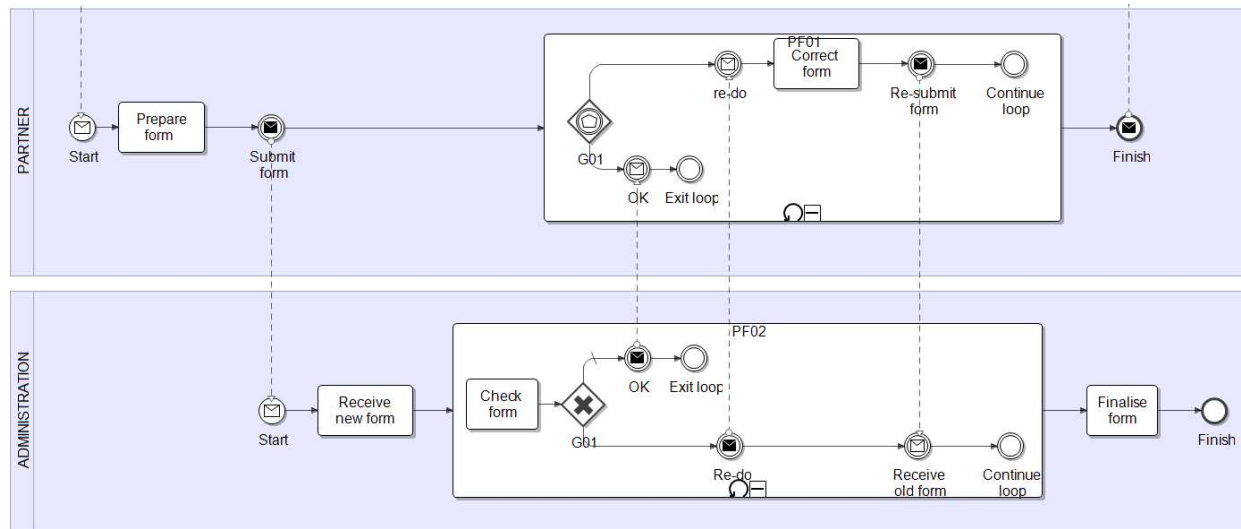 PARTNER
Start
Prepare
form
Submit
form
PF01
G01
re-do
Correct
form
Re-submit
form
Continue
loop
OK
Exit loop
Finish
ADMINISTRATION
Start
Receive
new form
PF02
Check
form
G01
OK
Exit loop
Re-do
Receive
old form
Continue
loop
Finalise
form
Finish